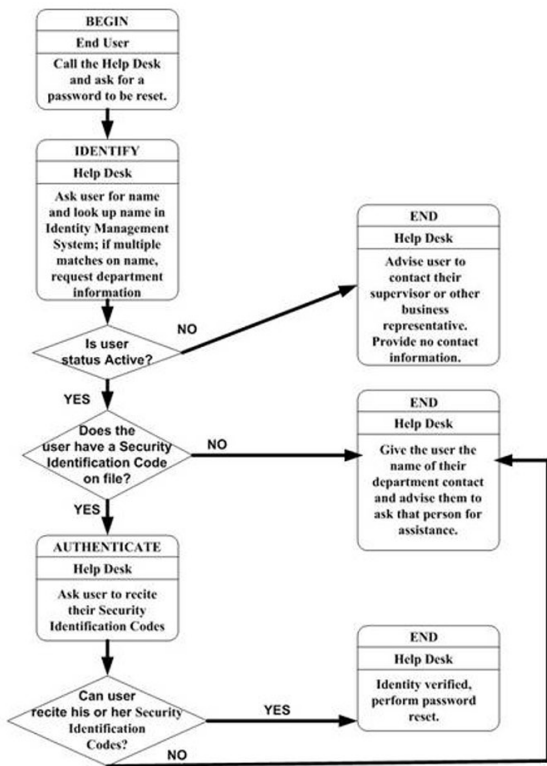 BEGIN
End User
Call the Help Desk
and ask for a
password to be reset.
IDENTIFY
Help Desk
Ask user for name
and look up name in
Identity Management
System; if multiple
matches on name,
request department
information
Is user
status Active?
NO
END
Help Desk
Advise user to
contact their
supervisor or other
business
representative.
Provide no contact
information.
YES
Does the
user have a Security
Identification Code
on file?
NO
END
Help Desk
Give the user the
name of their
department contact
and advise them to
ask that person for
assistance.
YES
AUTHENTICATE
Help Desk
Ask user to recite
their Security
Identification Codes
Can user
recite his or her Security
Identification
Codes?
YES
END
Help Desk
Identity verified,
perform password
reset.
NO